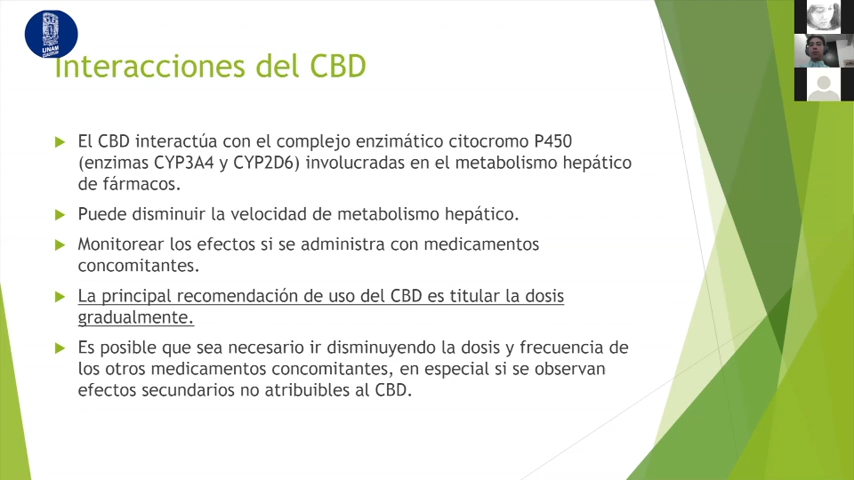 UNAM
Interacciones del CBD
El CBD interactúa con el complejo enzimático citocromo P450
(enzimas CYP3A4 y CYP2D6) involucradas en el metabolismo hepático
de fármacos.
Puede disminuir la velocidad de metabolismo hepático.
Monitorear los efectos si se administra con medicamentos
concomitantes.
La principal recomendación de uso del CBD es titular la dosis
gradualmente.
Es posible que sea necesario ir disminuyendo la dosis y frecuencia de
los otros medicamentos concomitantes, en especial si se observan
efectos secundarios no atribuibles al CBD.